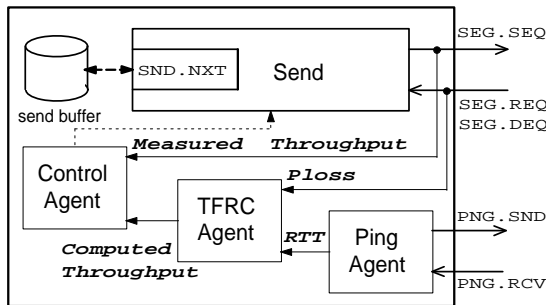 SEG.SEQ
SND.NXT
Send
send buffer
SEG.REQ
SEG.DEQ
Measured Throughput
Control
Agent
Ploss
TFRC
Agent
PNG.SND
Computed
Throughput
RTT
Ping
Agent
PNG.RCV